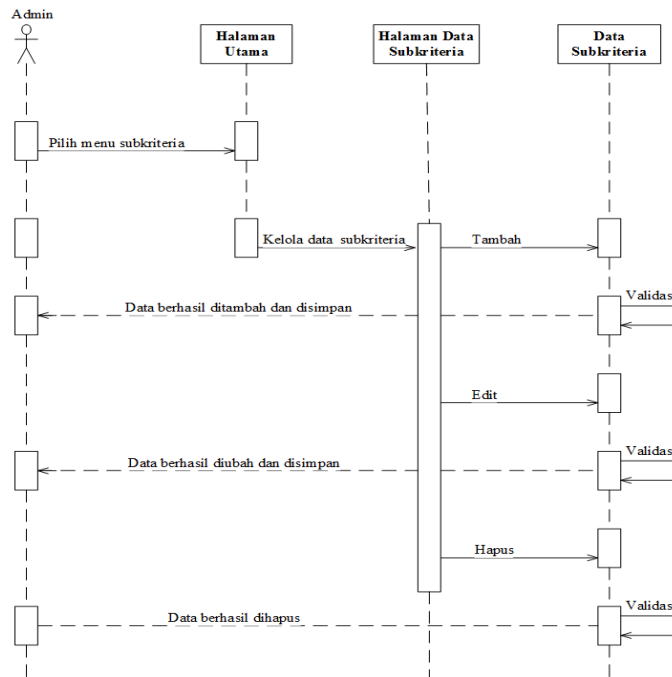 Admin
Halaman
Utama
Halaman Data
Subkriteria
Data
Subkriteria
Pilih menu subkriteria
Kelola data subkriteria
Tambah
Data berhasil ditambah dan disimpan
Validas
Edit
Data berhasil diubah dan disimpan
Validas
Hapus
Data berhasil dihapus
Validas